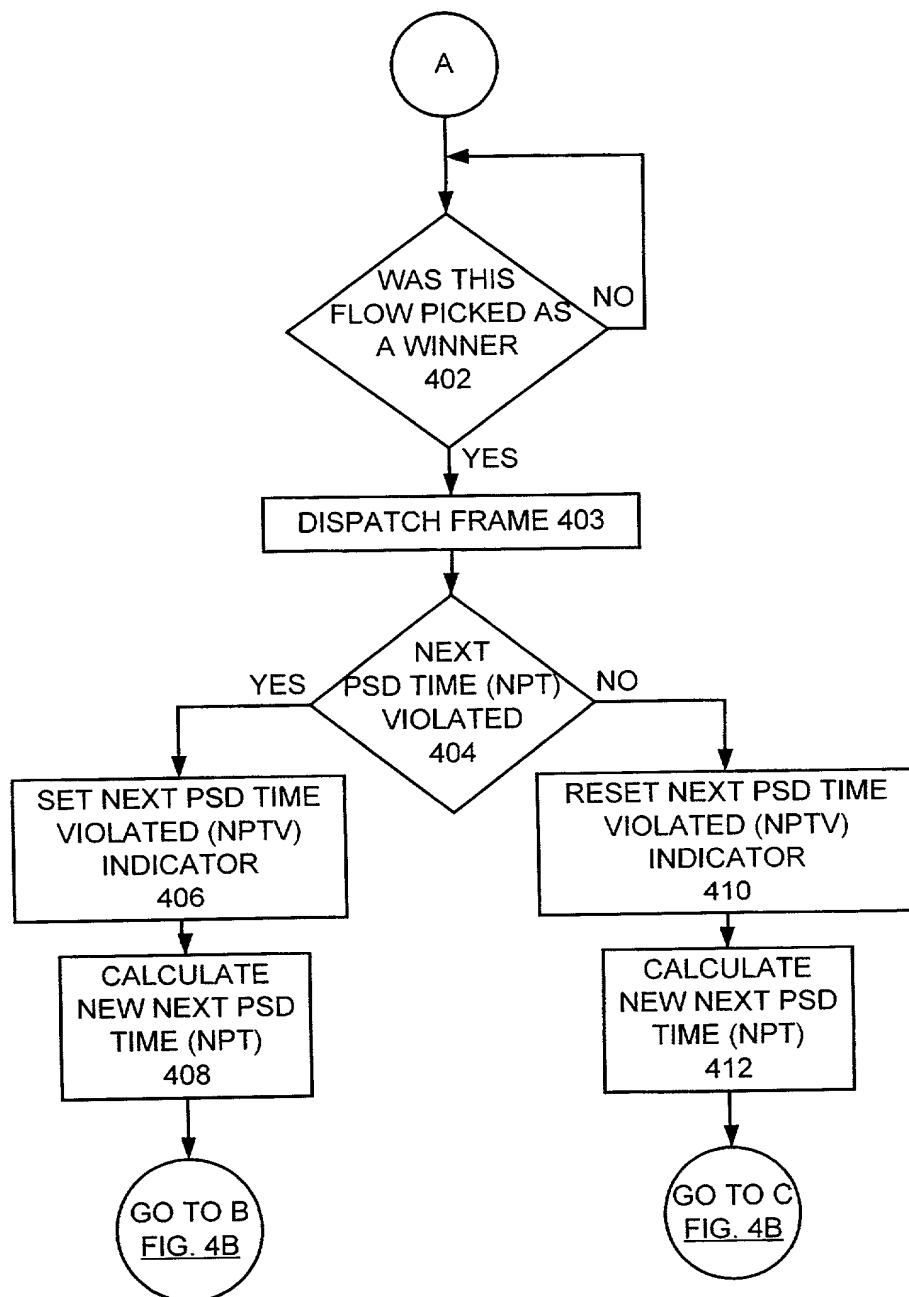 A
WAS THIS
FLOW PICKED AS
A WINNER
402
NO
YES
DISPATCH FRAME 403
NEXT
PSD TIME (NPT)
VIOLATED
404
YES
NO
SET NEXT PSD TIME
VIOLATED (NPTV)
INDICATOR
406
RESET NEXT PSD TIME
VIOLATED (NPTV)
INDICATOR
410
CALCULATE
NEW NEXT PSD
TIME (NPT)
408
CALCULATE
NEW NEXT PSD
TIME (NPT)
412
GO TO B
FIG. 4B
GO TO C
FIG. 4B